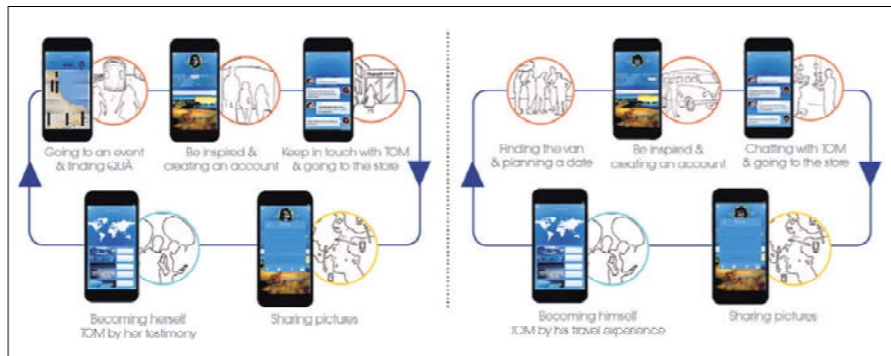 Going to an event
& finding QUÀ
Be inspired &
creating an account
Keep in touch with TOM
& going to the store
Becoming herself
TOM by her testimony
Sharing pictures
Finding the van
& planning a date
Be inspired &
creating an account
Chatting with TOM
& going to the store
Becoming himself
TOM by his travel experience
Sharing pictures